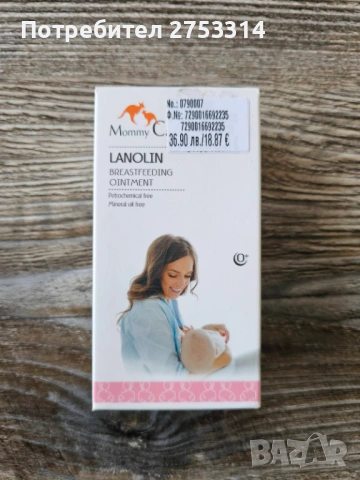 Потребител 2753314
No.: 0790007
Ф.№: 7290016692235
7290016692235
36.90 лв./18.87 €
Mommy C
LANOLIN
BREASTFEEDING
OINTMENT
Petrochemical free
Mineral oil free
0+
BAZAR